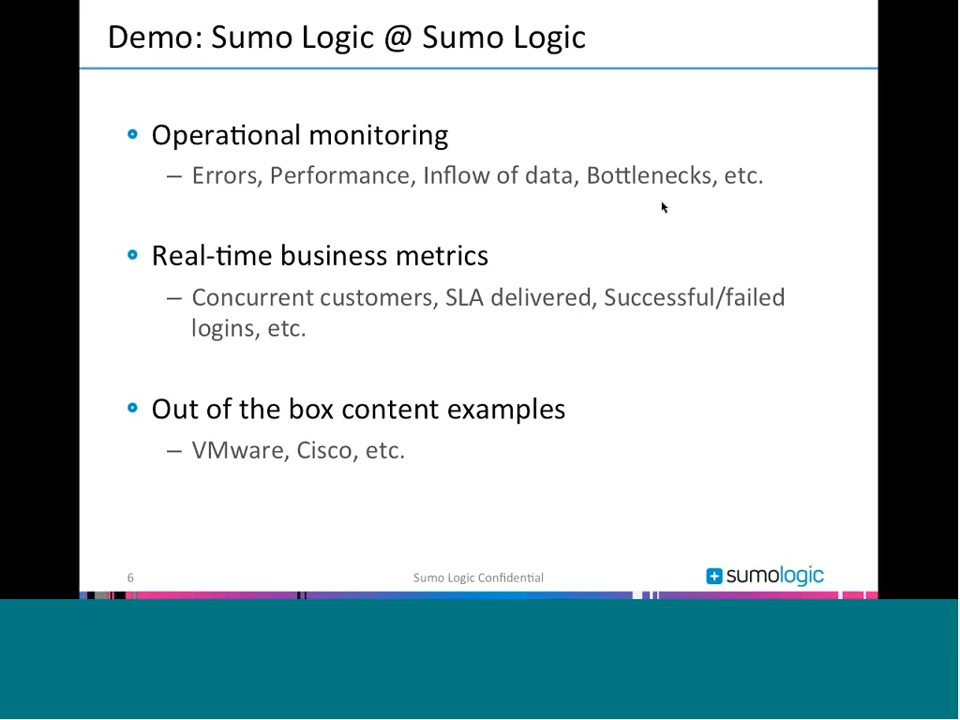 Demo: Sumo Logic @ Sumo Logic
Operational monitoring
– Errors, Performance, Inflow of data, Bottlenecks, etc.
Real-time business metrics
– Concurrent customers, SLA delivered, Successful/failed
logins, etc.
Out of the box content examples
– VMware, Cisco, etc.
6
Sumo Logic Confidential
sumologic